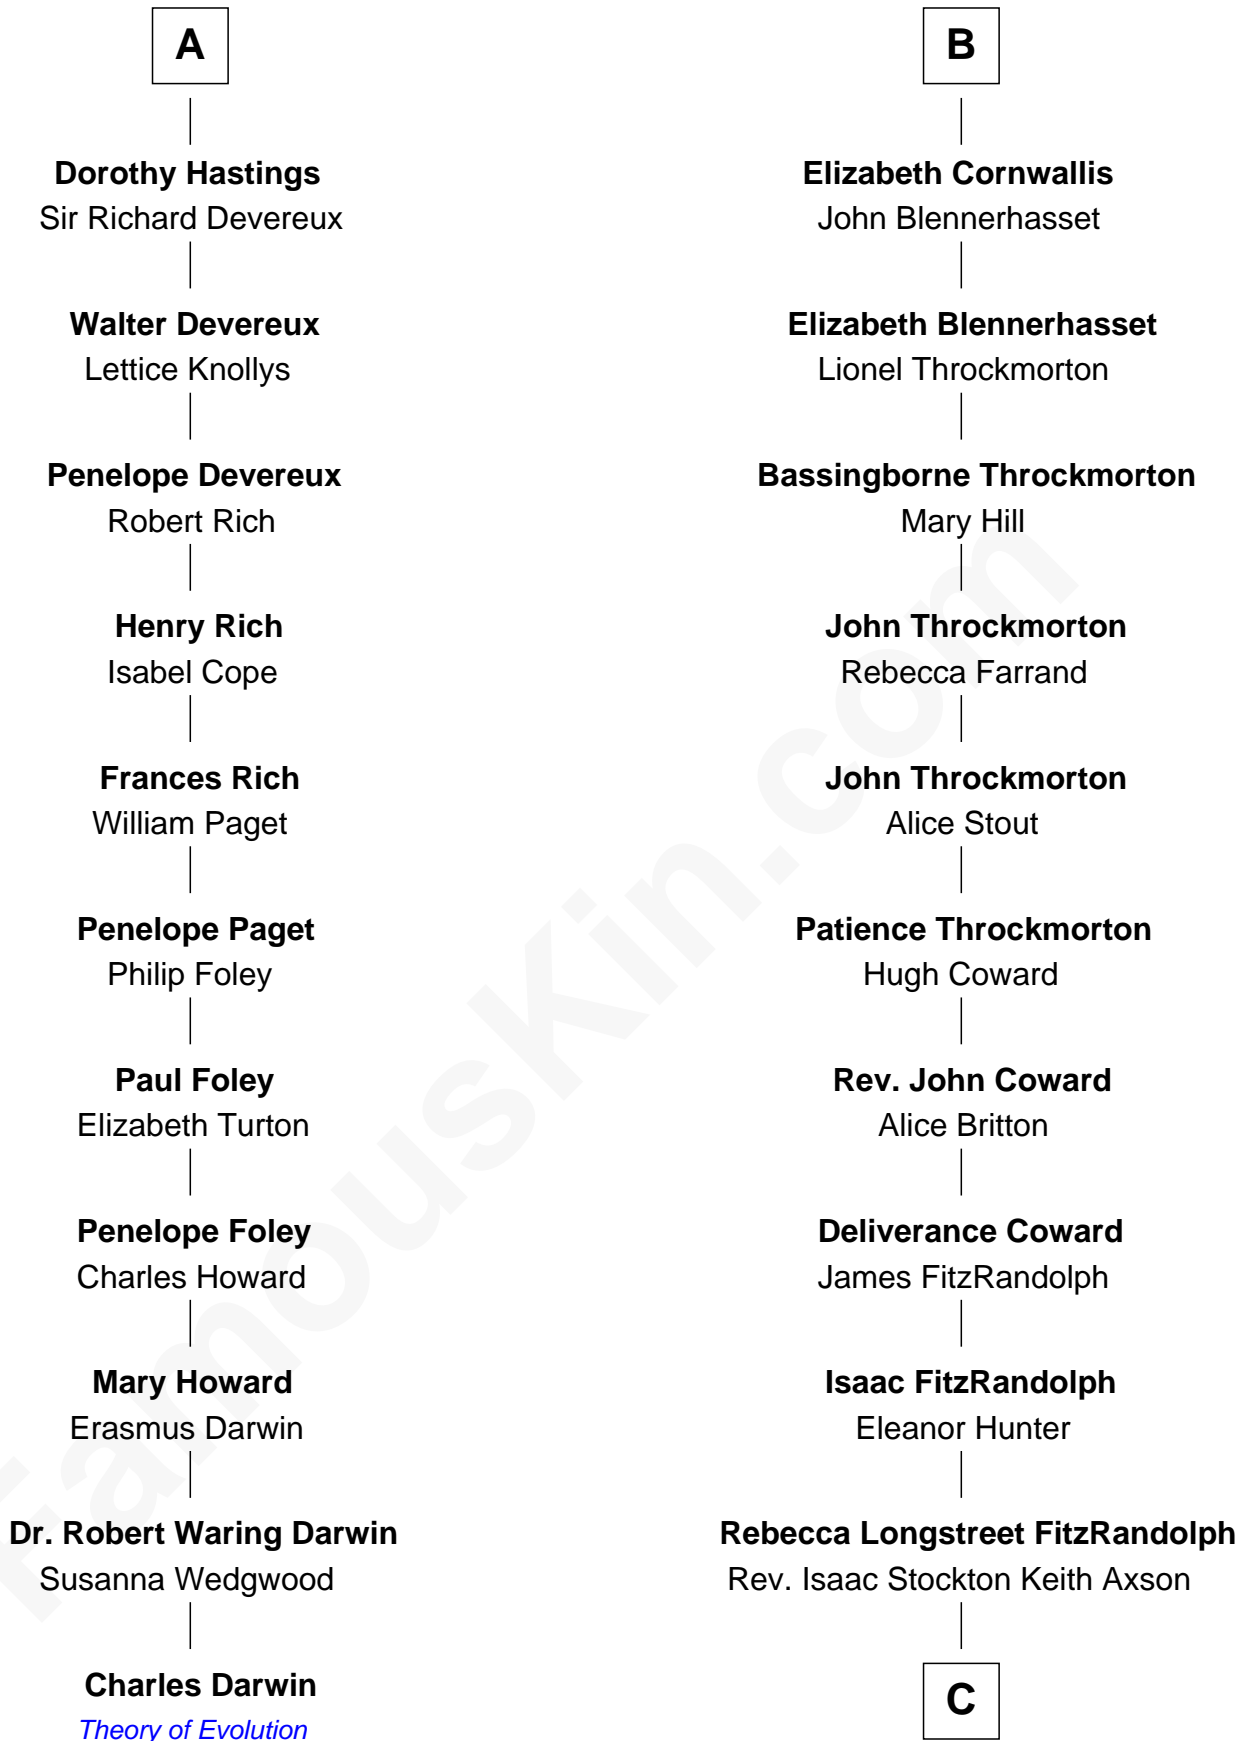 A
Dorothy Hastings
Sir Richard Devereux
Walter Devereux
Lettice Knollys
Penelope Devereux
Robert Rich
Henry Rich
Isabel Cope
Frances Rich
William Paget
Penelope Paget
Philip Foley
Paul Foley
Elizabeth Turton
Penelope Foley
Charles Howard
Mary Howard
Erasmus Darwin
Dr. Robert Waring Darwin
Susanna Wedgwood
Charles Darwin
Theory of Evolution
B
Elizabeth Cornwallis
John Blennerhasset
Elizabeth Blennerhasset
Lionel Throckmorton
Bassingborne Throckmorton
Mary Hill
John Throckmorton
Rebecca Farrand
John Throckmorton
Alice Stout
Patience Throckmorton
Hugh Coward
Rev. John Coward
Alice Britton
Deliverance Coward
James FitzRandolph
Isaac FitzRandolph
Eleanor Hunter
Rebecca Longstreet FitzRandolph
Rev. Isaac Stockton Keith Axson
C
FamousKin.com